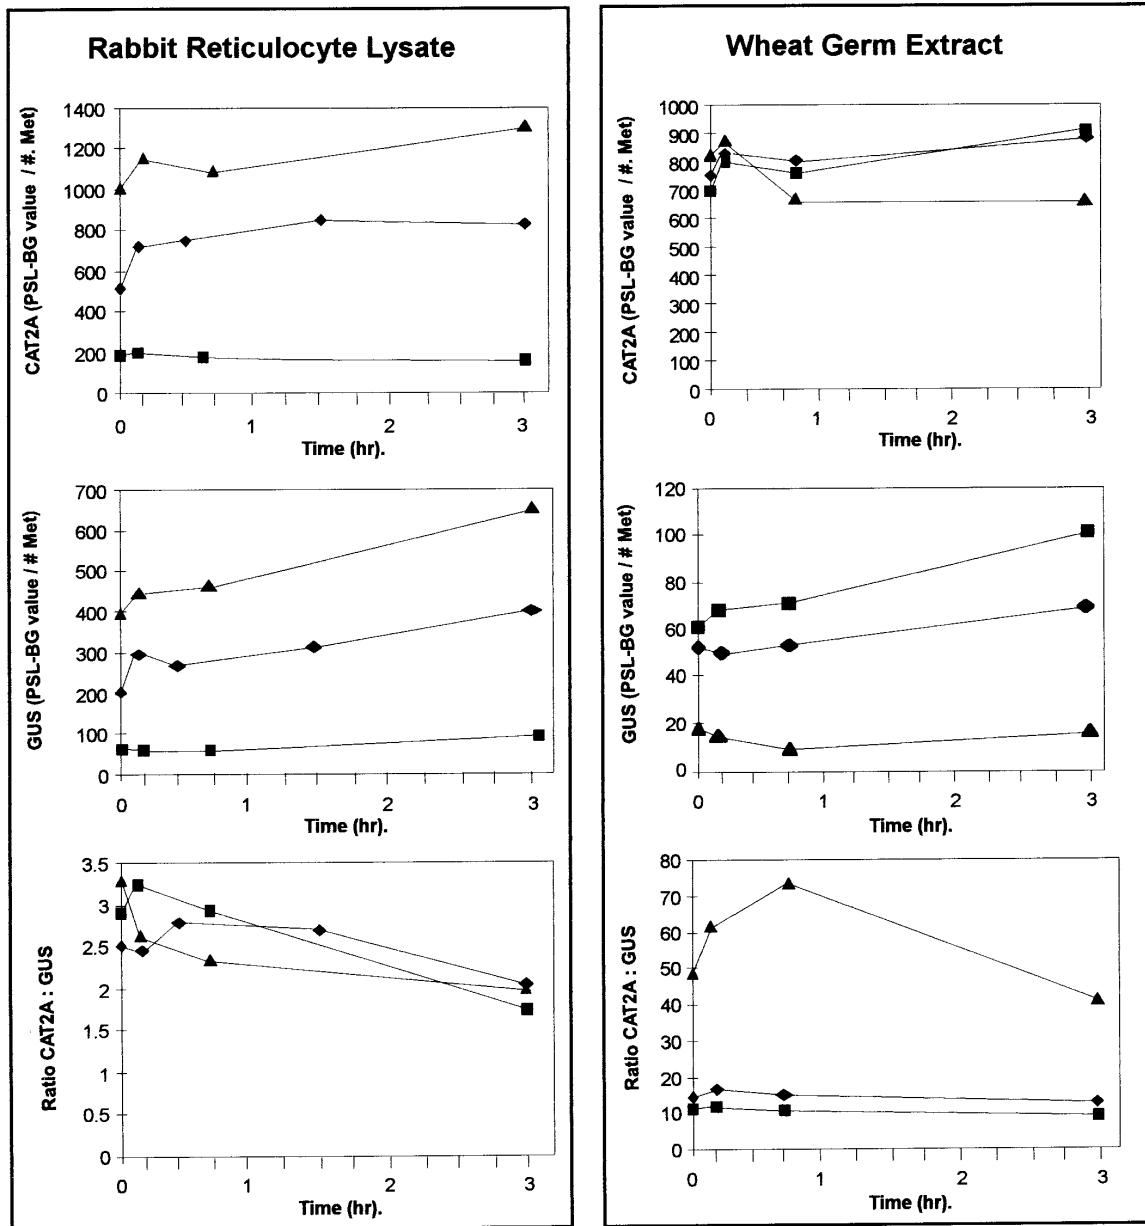 Rabbit Reticulocyte Lysate
CAT2A (PSL-BG value / #. Met)
1400
1200
1000
800
600
400
200
0
0 1 2 3
Time (hr).
GUS (PSL-BG value / # Met)
700
600
500
400
300
200
100
0
0 1 2 3
Time (hr).
Ratio CAT2A : GUS
3.5
3
2.5
2
1.5
1
0.5
0
0 1 2 3
Time (hr).
Wheat Germ Extract
CAT2A (PSL-BG value / #. Met)
1000
900
800
700
600
500
400
300
200
100
0
0 1 2 3
Time (hr).
GUS (PSL-BG value / # Met)
120
100
80
60
40
20
0
0 1 2 3
Time (hr).
Ratio CAT2A : GUS
80
70
60
50
40
30
20
10
0
0 1 2 3
Time (hr).